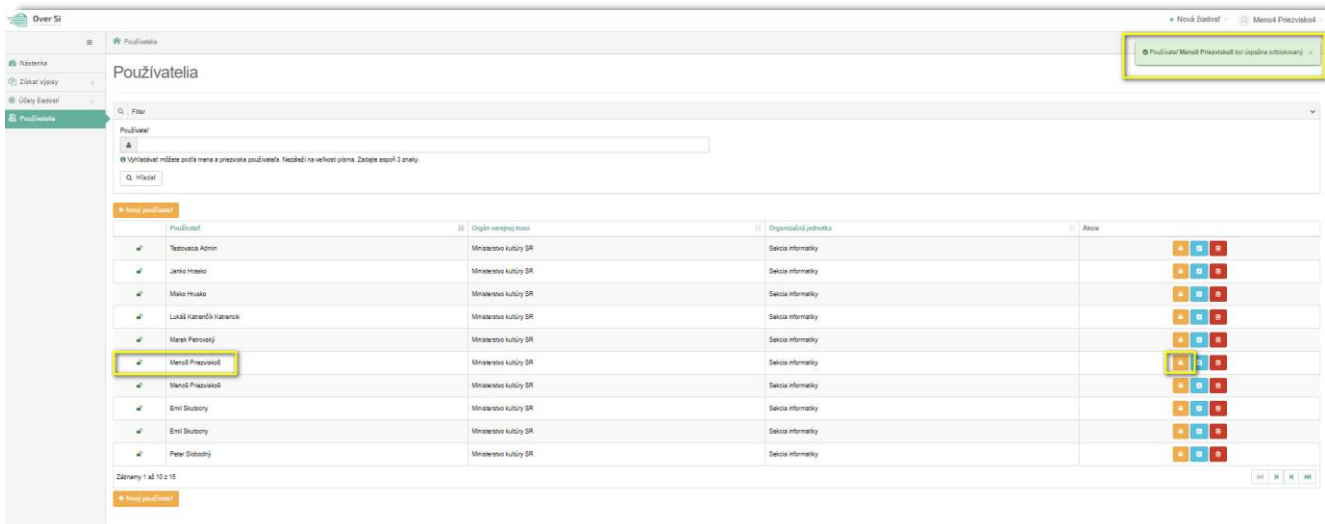 Over Si
+ Nová žiadosť
Meno4 Priezvisko4
Používatelia
Používateľ Meno8 Priezvisko8 bol úspešne odblokovaný. ×
Nástenka
Získať výpisy
Účely žiadostí
Používatelia
Používatelia
Filter
Používateľ
Vyhľadávať môžete podľa mena a priezviska používateľa. Nezáleží na veľkosti písma. Zadajte aspoň 3 znaky.
Hľadať
+ Nový používateľ
Používateľ Orgán verejnej moci Organizačná jednotka Akcie
Testovacia Admin Ministerstvo kultúry SR Sekcia informatiky
Janko Hrasko Ministerstvo kultúry SR Sekcia informatiky
Misko Hrusko Ministerstvo kultúry SR Sekcia informatiky
Lukáš Katrenčík Katrencik Ministerstvo kultúry SR Sekcia informatiky
Marek Petrovský Ministerstvo kultúry SR Sekcia informatiky
Meno8 Priezvisko8 Ministerstvo kultúry SR Sekcia informatiky
Meno9 Priezvisko9 Ministerstvo kultúry SR Sekcia informatiky
Emil Skutocny Ministerstvo kultúry SR Sekcia informatiky
Emil Skutocny Ministerstvo kultúry SR Sekcia informatiky
Peter Slobodný Ministerstvo kultúry SR Sekcia informatiky
Záznamy 1 až 10 z 15
+ Nový používateľ